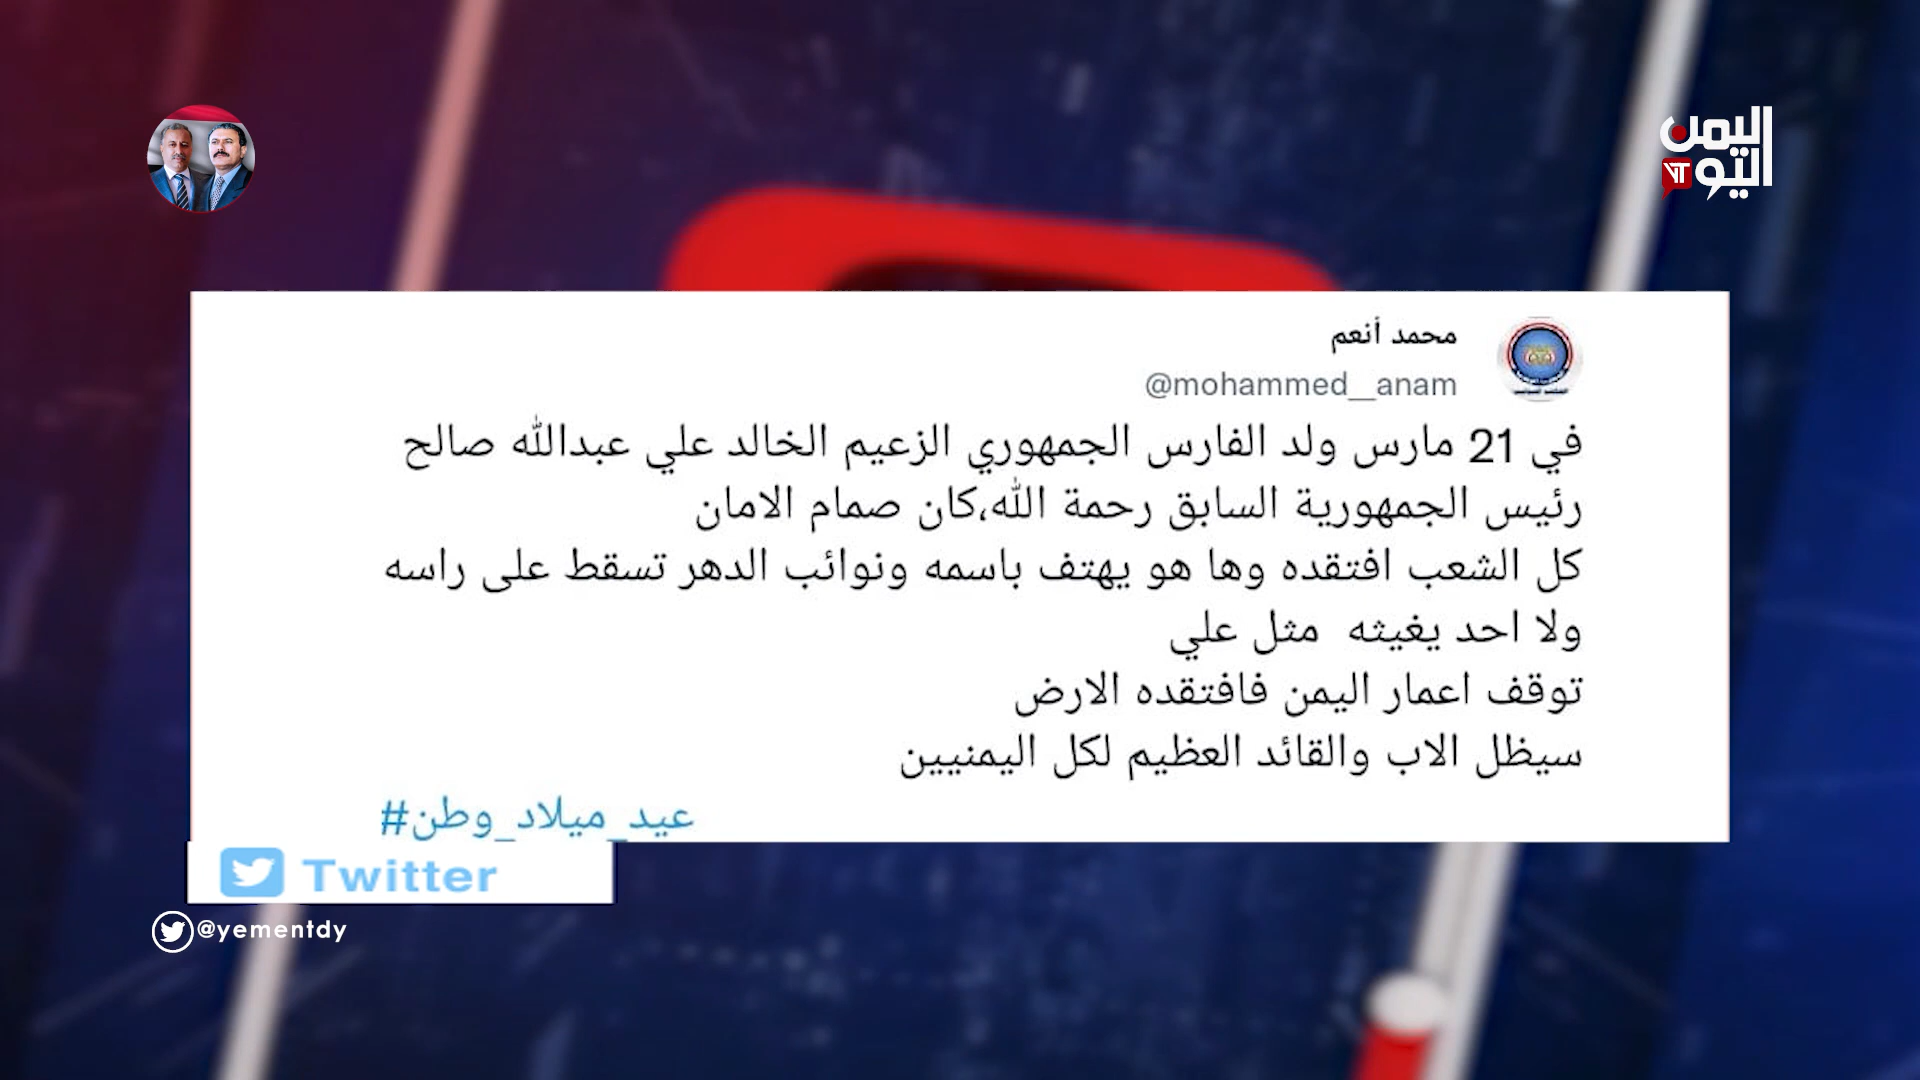 اليمن
اليوم
YT
محمد أنعم
@mohammed__anam
في 21 مارس ولد الفارس الجمهوري الزعيم الخالد علي عبدالله صالح
رئيس الجمهورية السابق رحمة الله،كان صمام الامان
كل الشعب افتقده وها هو يهتف باسمه ونوائب الدهر تسقط على راسه
ولا احد يغيثه مثل علي
توقف اعمار اليمن فافتقده الارض
سيظل الاب والقائد العظيم لكل اليمنيين
#عيد_ميلاد_وطن
Twitter
@yementdy